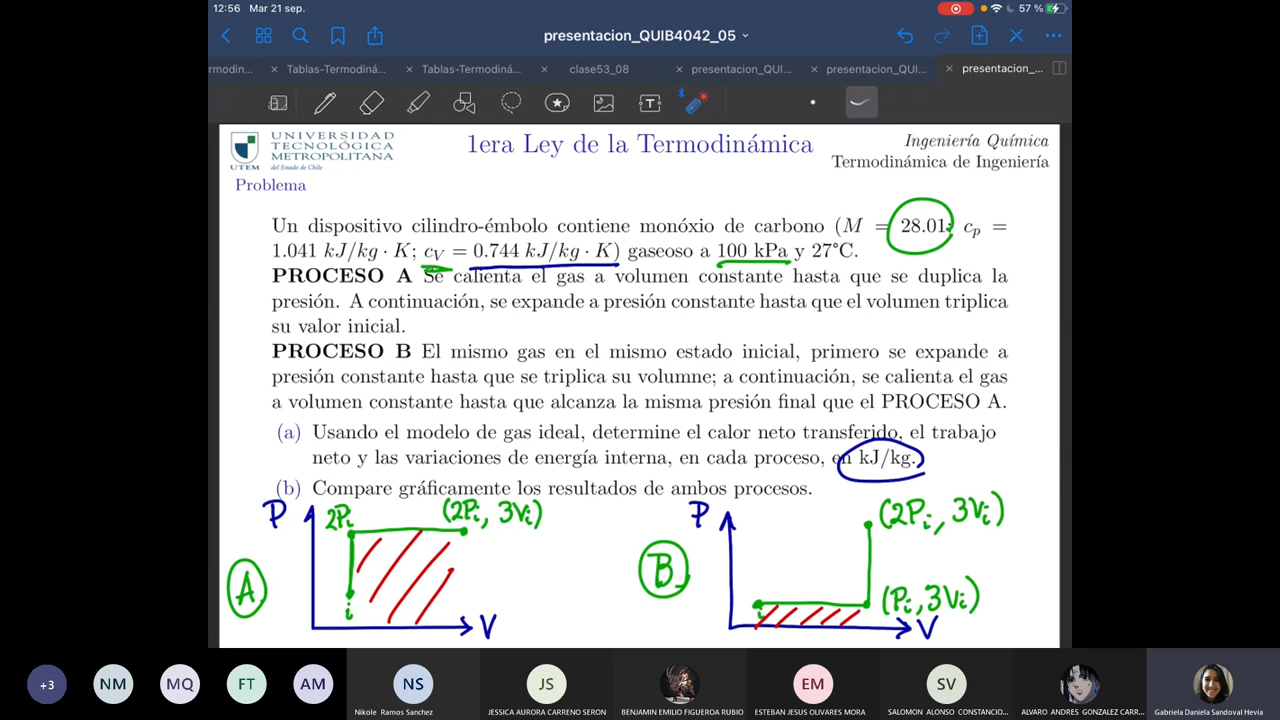 12:56 Mar 21 sep.
57 %
presentacion_QUIB4042_05
rmodin...
Tablas-Termodiná...
Tablas-Termodiná...
clase53_08
presentacion_QUI...
presentacion_QUI...
presentacion_...
UNIVERSIDAD
TECNOLÓGICA
METROPOLITANA
del Estado de Chile
UTEM
1era Ley de la Termodinámica
Ingeniería Química
Termodinámica de Ingeniería
Problema
Un dispositivo cilindro-émbolo contiene monóxio de carbono (M = 28.01; cp =
1.041 kJ/kg · K; cV = 0.744 kJ/kg · K) gaseoso a 100 kPa y 27°C.
PROCESO A Se calienta el gas a volumen constante hasta que se duplica la
presión. A continuación, se expande a presión constante hasta que el volumen triplica
su valor inicial.
PROCESO B El mismo gas en el mismo estado inicial, primero se expande a
presión constante hasta que se triplica su volumne; a continuación, se calienta el gas
a volumen constante hasta que alcanza la misma presión final que el PROCESO A.
(a) Usando el modelo de gas ideal, determine el calor neto transferido, el trabajo
neto y las variaciones de energía interna, en cada proceso, en kJ/kg.
(b) Compare gráficamente los resultados de ambos procesos.
P
2Pi
(2Pi, 3Vi)
A
i
V
P
(2Pi, 3Vi)
B
i
(Pi, 3Vi)
V
+3
NM
MQ
FT
AM
NS
JS
EM
SV
Nikole Ramos Sanchez
JESSICA AURORA CARRENO SERON
BENJAMIN EMILIO FIGUEROA RUBIO
ESTEBAN JESUS OLIVARES MORA
SALOMON ALONSO CONSTANCIO...
ALVARO ANDRES GONZALEZ CARR...
Gabriela Daniela Sandoval Hevia